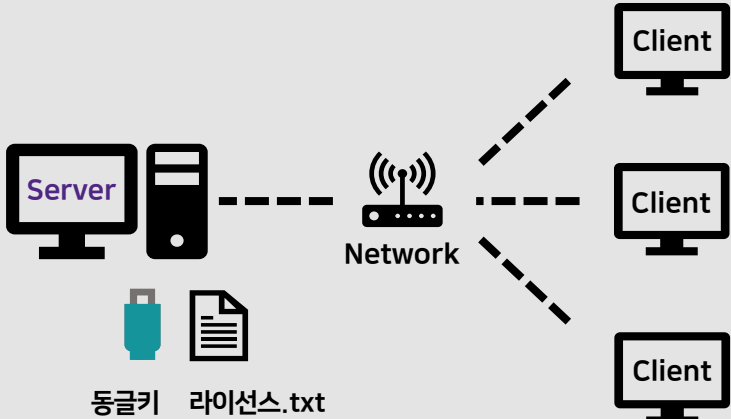 Client
Server
Client
Network
동글키 라이선스.txt
Client